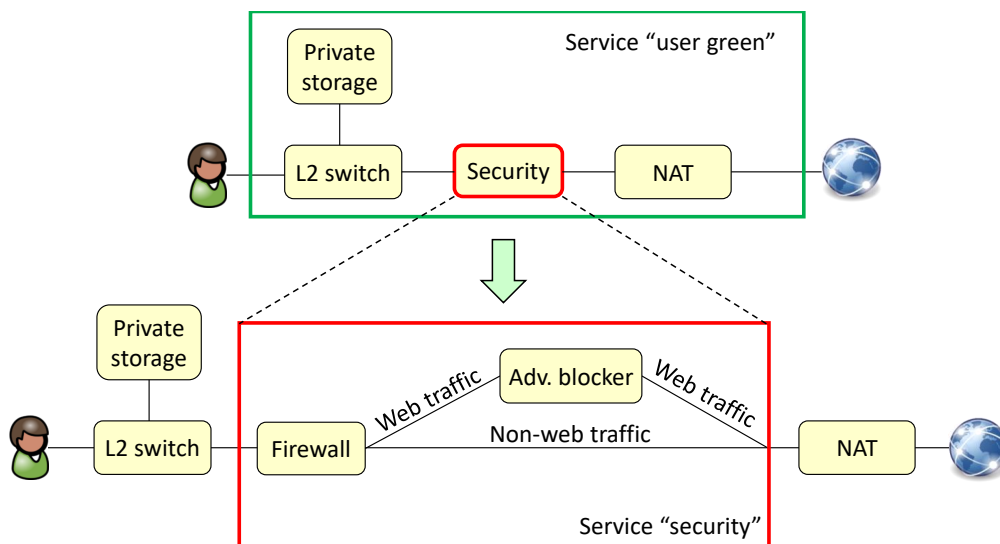 Service “user green”
Private
storage
L2 switch
Security
NAT
Private
storage
Adv. blocker
Web traffic
Web traffic
L2 switch
Firewall
Non-web traffic
NAT
Service “security”